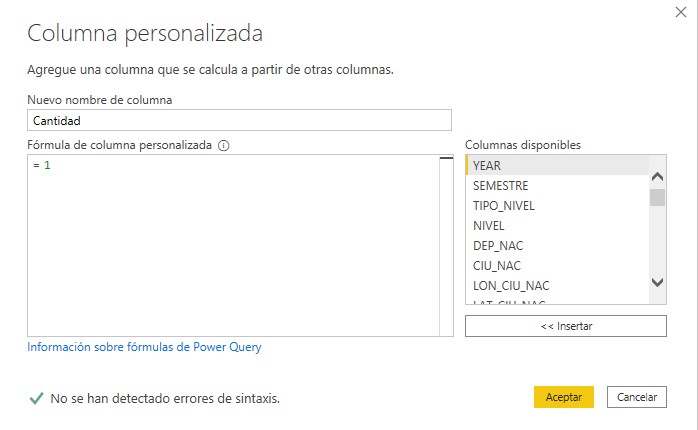 Columna personalizada
Agregue una columna que se calcula a partir de otras columnas.
Nuevo nombre de columna
Cantidad
Fórmula de columna personalizada
= 1
Columnas disponibles
YEAR
SEMESTRE
TIPO_NIVEL
NIVEL
DEP_NAC
CIU_NAC
LON_CIU_NAC
LAT_CIU_NAC
<< Insertar
Información sobre fórmulas de Power Query
No se han detectado errores de sintaxis.
Aceptar
Cancelar